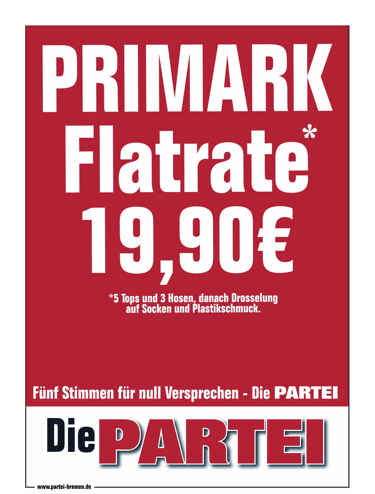 PRIMARK
Flatrate*
19,90€
*5 Tops und 3 Hosen, danach Drosselung
auf Socken und Plastikschmuck.
Fünf Stimmen für null Versprechen - Die PARTEI
Die PARTEI
www.partei-bremen.de